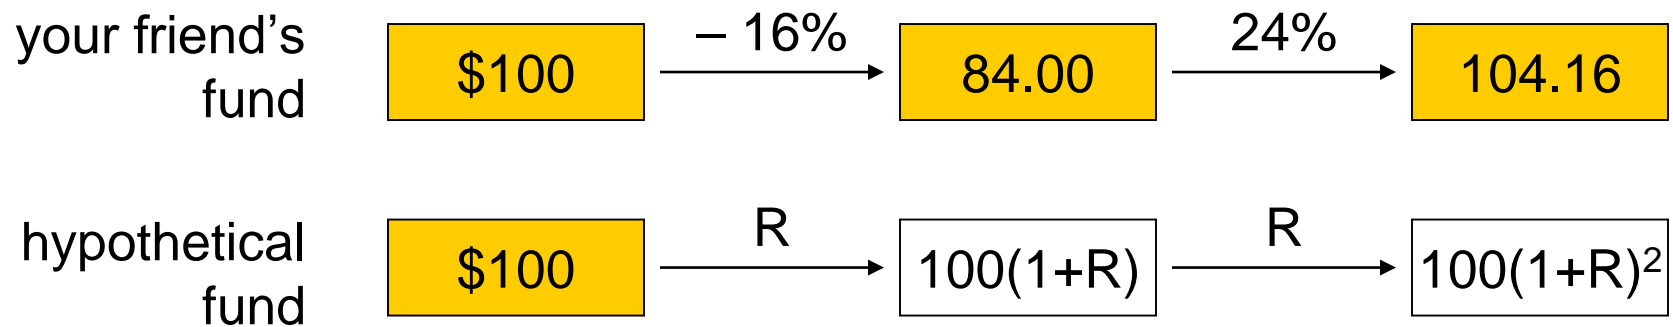 your friend's fund
$100
– 16%
84.00
24%
104.16
hypothetical fund
$100
R
100(1+R)
R
100(1+R)²